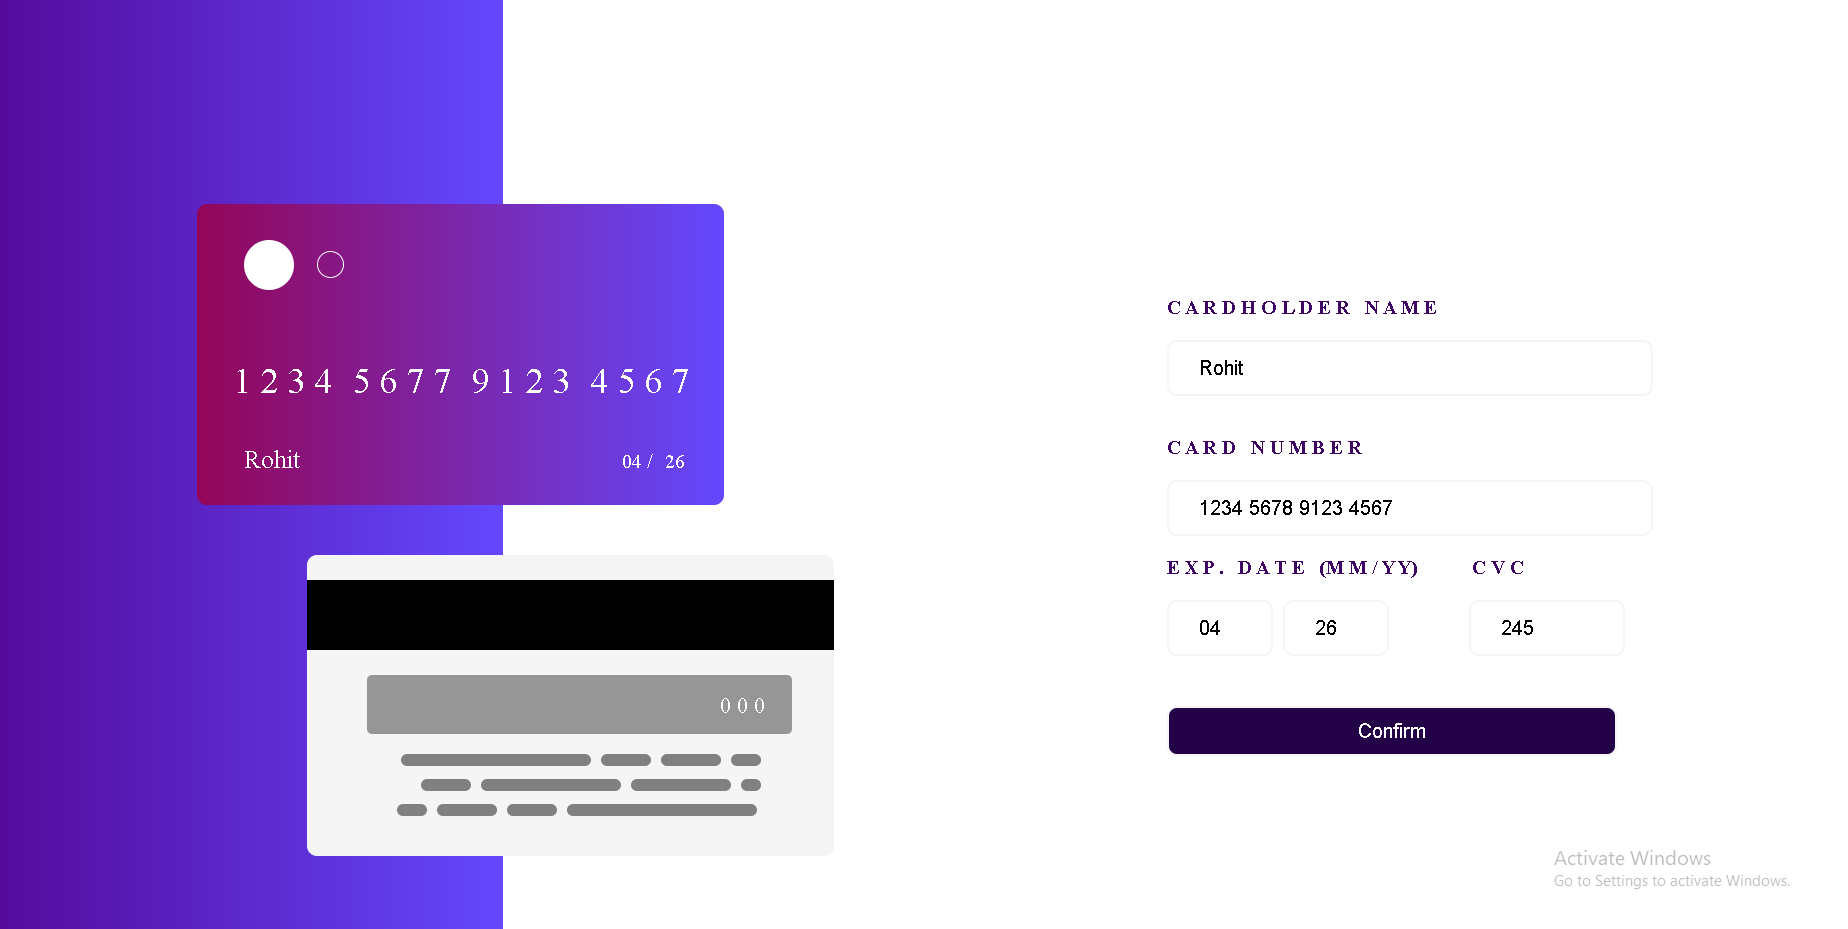 1234 5677 9123 4567
Rohit
04 / 26
000
CARDHOLDER NAME
Rohit
CARD NUMBER
1234 5678 9123 4567
EXP. DATE (MM/YY) CVC
04 26 245
Confirm
Activate Windows
Go to Settings to activate Windows.